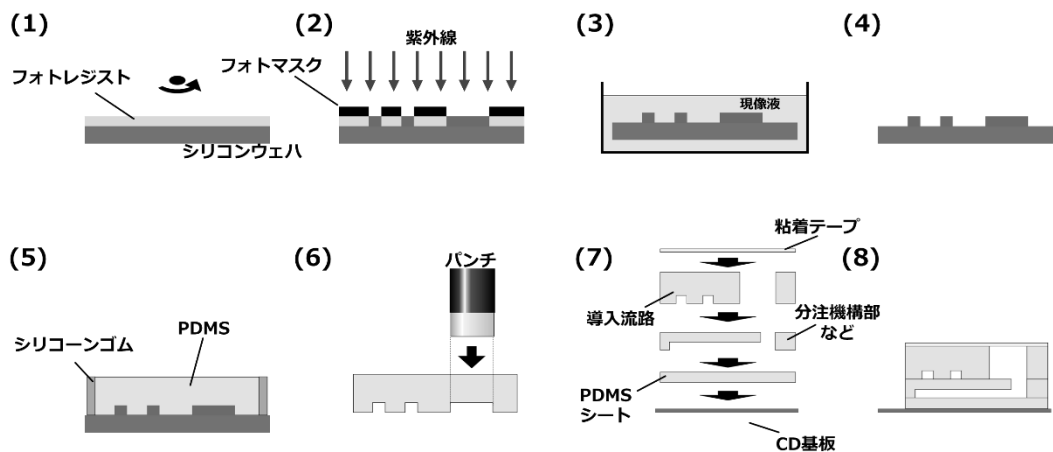 (1)
フォトレジスト
シリコンウェハ
(2)
紫外線
フォトマスク
(3)
現像液
(4)
(5)
シリコーンゴム
PDMS
(6)
パンチ
(7)
粘着テープ
導入流路
分注機構部
など
PDMS
シート
CD基板
(8)